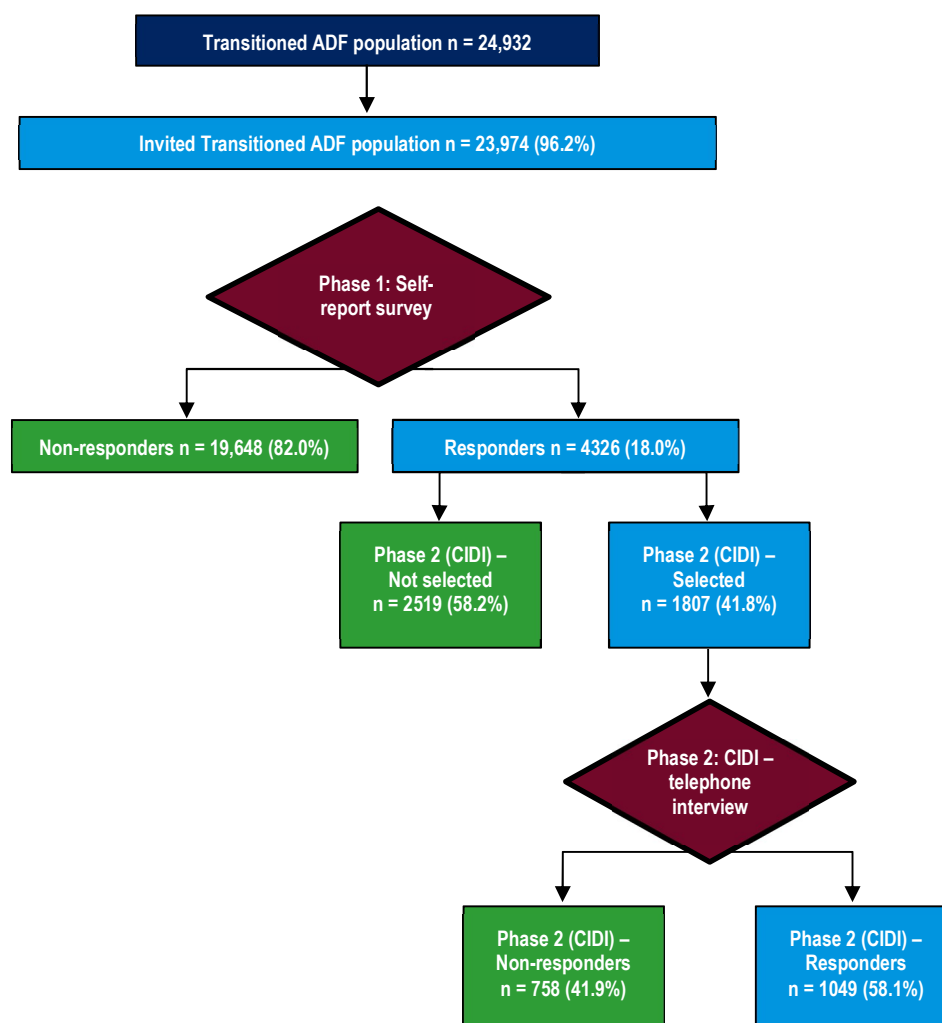 Transitioned ADF population n = 24,932
Invited Transitioned ADF population n = 23,974 (96.2%)
Phase 1: Self-
report survey
Non-responders n = 19,648 (82.0%)
Responders n = 4326 (18.0%)
Phase 2 (CIDI) –
Not selected
n = 2519 (58.2%)
Phase 2 (CIDI) –
Selected
n = 1807 (41.8%)
Phase 2: CIDI –
telephone
interview
Phase 2 (CIDI) –
Non-responders
n = 758 (41.9%)
Phase 2 (CIDI) –
Responders
n = 1049 (58.1%)